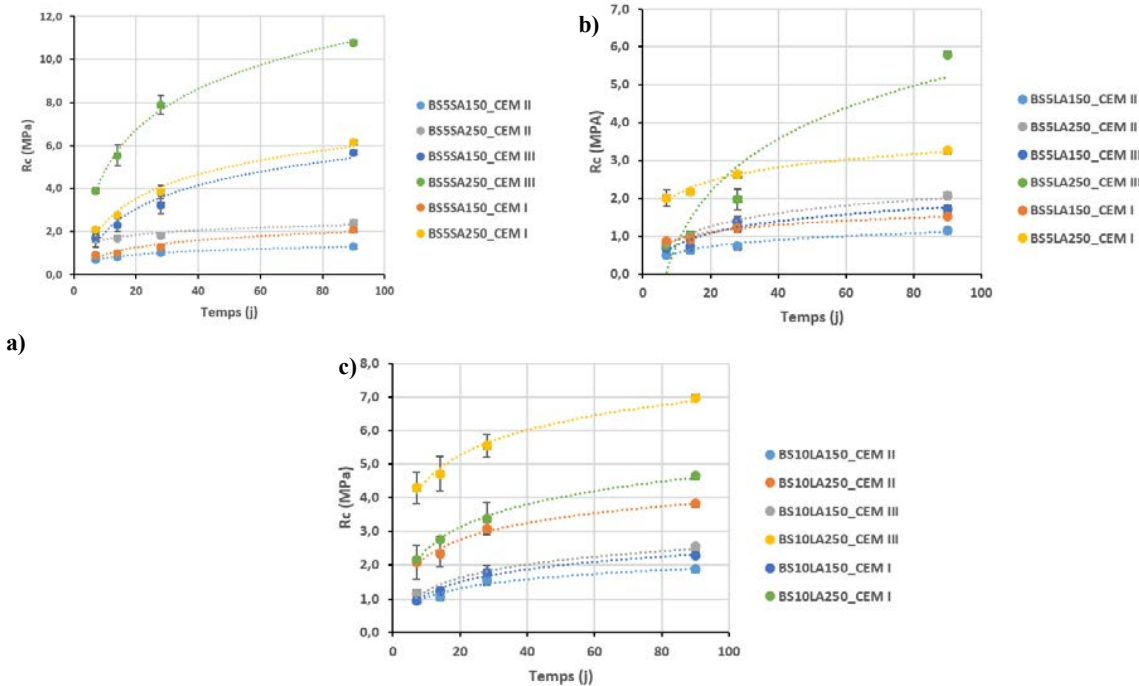 12,0
10,0
8,0
6,0
4,0
2,0
0,0
Rc (MPa)
0 20 40 60 80 100
Temps (j)
BS5SA150_CEM II
BS5SA250_CEM II
BS5SA150_CEM III
BS5SA250_CEM III
BS5SA150_CEM I
BS5SA250_CEM I
a)
b)
7,0
6,0
5,0
4,0
3,0
2,0
1,0
0,0
Rc (MPA)
0 20 40 60 80 100
Temps (j)
BS5LA150_CEM II
BS5LA250_CEM II
BS5LA150_CEM III
BS5LA250_CEM III
BS5LA150_CEM I
BS5LA250_CEM I
c)
8,0
7,0
6,0
5,0
4,0
3,0
2,0
1,0
0,0
Rc (MPa)
0 20 40 60 80 100
Temps (j)
BS10LA150_CEM II
BS10LA250_CEM II
BS10LA150_CEM III
BS10LA250_CEM III
BS10LA150_CEM I
BS10LA250_CEM I